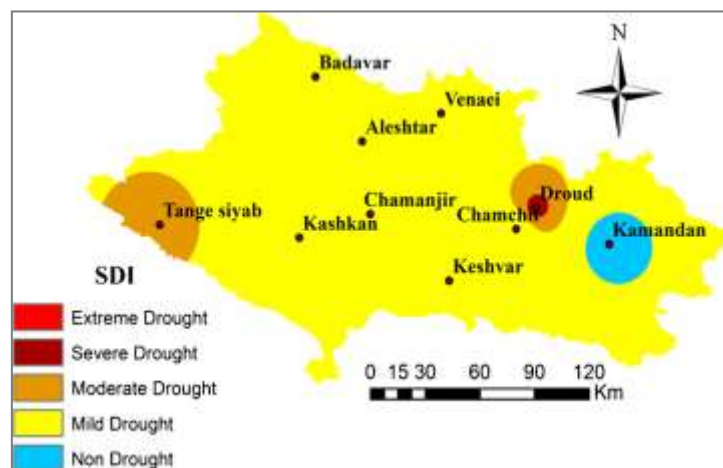 N
Badavar
Venaei
Aleshtar
Droud
Chamanjir
Tange siyab
Kashkan
Kamandan
Keshvar
SDI
Extreme Drought
Severe Drought
Moderate Drought
Mild Drought
Non Drought
0 15 30 60 90 120
Km